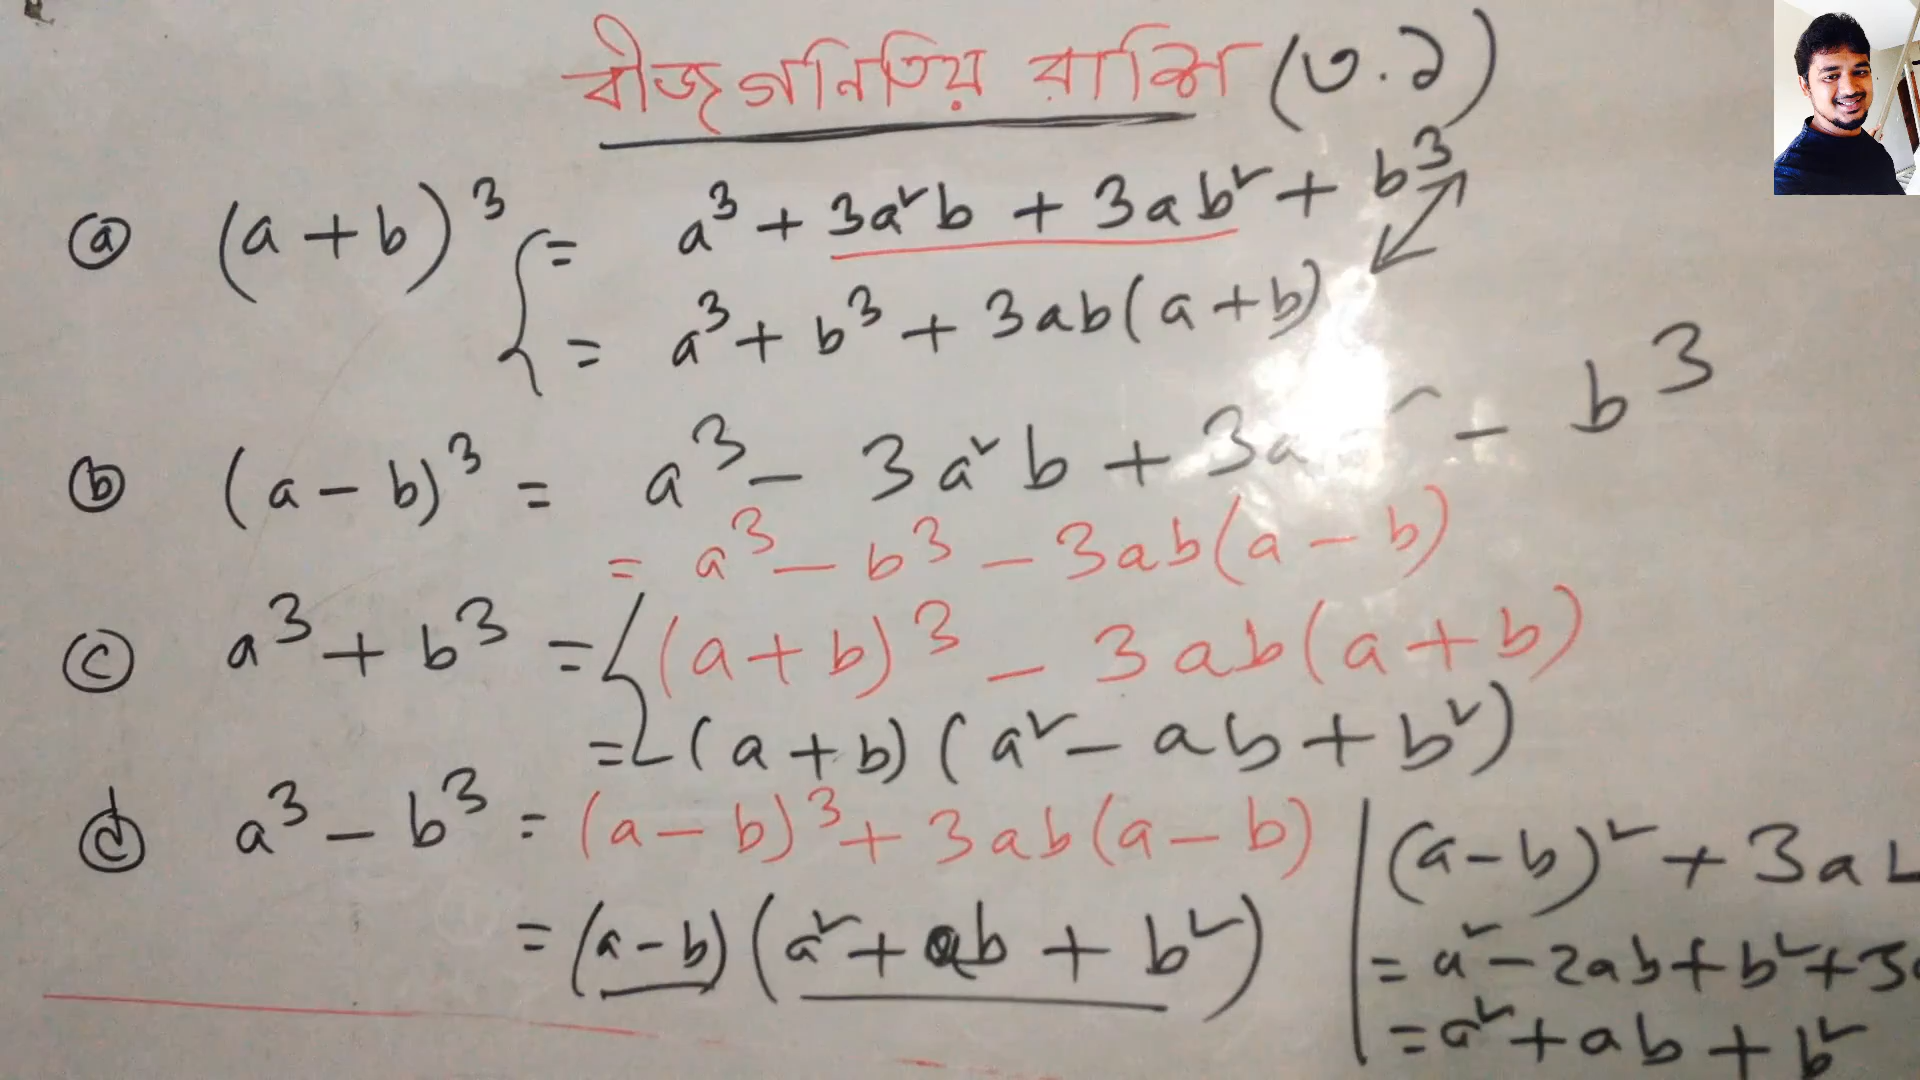 বীজগনিতিয় রাশি (৩.১)
ⓐ (a+b)³ = a³ + 3a²b + 3ab² + b³
= a³ + b³ + 3ab(a+b)
ⓑ (a-b)³ = a³ - 3a²b + 3a - b³
= a³ - b³ - 3ab(a-b)
ⓒ a³ + b³ = (a+b)³ - 3ab(a+b)
= (a+b)(a² - ab + b²)
ⓓ a³ - b³ = (a-b)³ + 3ab(a-b)
= (a-b)(a² + ab + b²)
(a-b)² + 3a
= a² - 2ab + b² + 3
= a² + ab + b²